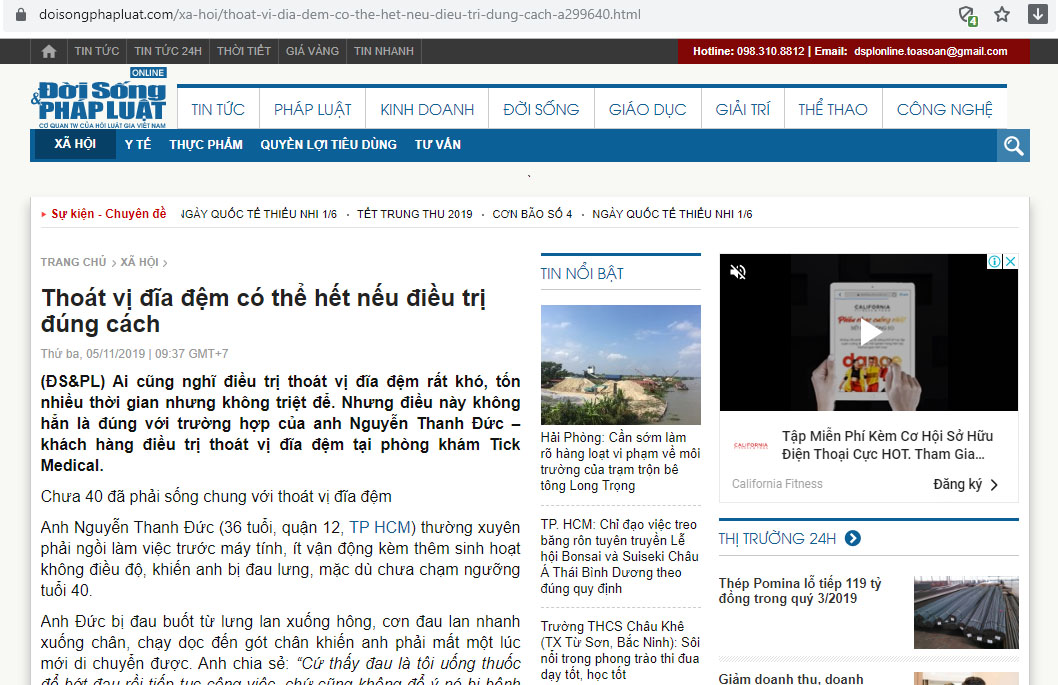 doisongphapluat.com/xa-hoi/thoat-vi-dia-dem-co-the-het-neu-dieu-tri-dung-cach-a299640.html
4
TIN TỨC
TIN TỨC 24H
THỜI TIẾT
GIÁ VÀNG
TIN NHANH
Hotline: 098.310.8812 | Email: dsplonline.toasoan@gmail.com
ONLINE
Đời Sống
& PHÁP LUẬT
CƠ QUAN TW CỦA HỘI LUẬT GIA VIỆT NAM
TIN TỨC
PHÁP LUẬT
KINH DOANH
ĐỜI SỐNG
GIÁO DỤC
GIẢI TRÍ
THỂ THAO
CÔNG NGHỆ
XÃ HỘI
Y TẾ
THỰC PHẨM
QUYỀN LỢI TIÊU DÙNG
TƯ VẤN
Sự kiện - Chuyên đề
NGÀY QUỐC TẾ THIẾU NHI 1/6 · TẾT TRUNG THU 2019 · CƠN BÃO SỐ 4 · NGÀY QUỐC TẾ THIẾU NHI 1/6
TRANG CHỦ › XÃ HỘI ›
Thoát vị đĩa đệm có thể hết nếu điều trị
đúng cách
Thứ ba, 05/11/2019 | 09:37 GMT+7
(ĐS&PL) Ai cũng nghĩ điều trị thoát vị đĩa đệm rất khó, tốn
nhiều thời gian nhưng không triệt để. Nhưng điều này không
hẳn là đúng với trường hợp của anh Nguyễn Thanh Đức –
khách hàng điều trị thoát vị đĩa đệm tại phòng khám Tick
Medical.
Chưa 40 đã phải sống chung với thoát vị đĩa đệm
Anh Nguyễn Thanh Đức (36 tuổi, quận 12, TP HCM) thường xuyên
phải ngồi làm việc trước máy tính, ít vận động kèm thêm sinh hoạt
không điều độ, khiến anh bị đau lưng, mặc dù chưa chạm ngưỡng
tuổi 40.
Anh Đức bị đau buốt từ lưng lan xuống hông, cơn đau lan nhanh
xuống chân, chạy dọc đến gót chân khiến anh phải mất một lúc
mới di chuyển được. Anh chia sẻ: “Cứ thấy đau là tôi uống thuốc
để bớt đau rồi tiếp tục công việc, chứ cũng không để ý nó bị bệnh
TIN NỔI BẬT
Hải Phòng: Cần sớm làm
rõ hàng loạt vi phạm về môi
trường của trạm trộn bê
tông Long Trọng
TP. HCM: Chỉ đạo việc treo
băng rôn tuyên truyền Lễ
hội Bonsai và Suiseki Châu
Á Thái Bình Dương theo
đúng quy định
Trường THCS Châu Khê
(TX Từ Sơn, Bắc Ninh): Sôi
nổi trong phong trào thi đua
dạy tốt, học tốt
CALIFORNIA
dance
CALIFORNIA
Tập Miễn Phí Kèm Cơ Hội Sở Hữu
Điện Thoại Cực HOT. Tham Gia...
California Fitness
Đăng ký
THỊ TRƯỜNG 24H
Thép Pomina lỗ tiếp 119 tỷ
đồng trong quý 3/2019
Giảm doanh thu, doanh